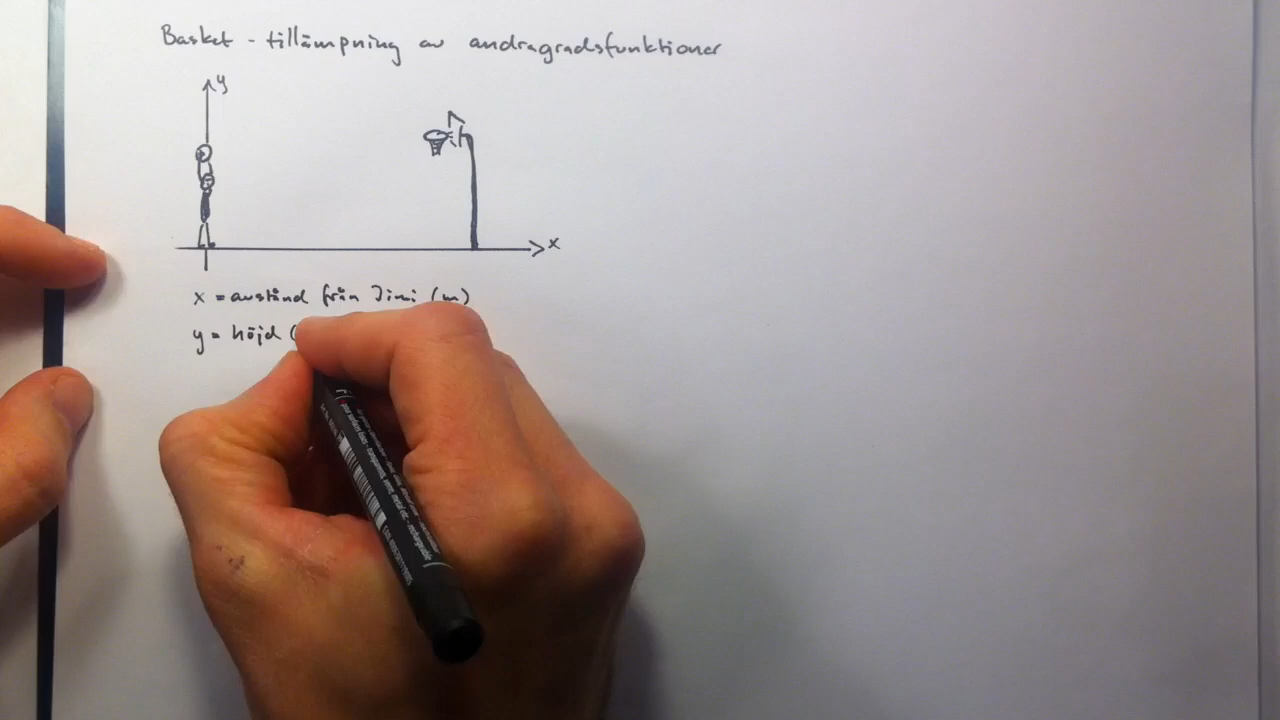 Basket - tillämpning av andragradsfunktioner
y
x
x = avstånd från Jimi (m)
y = höjd (